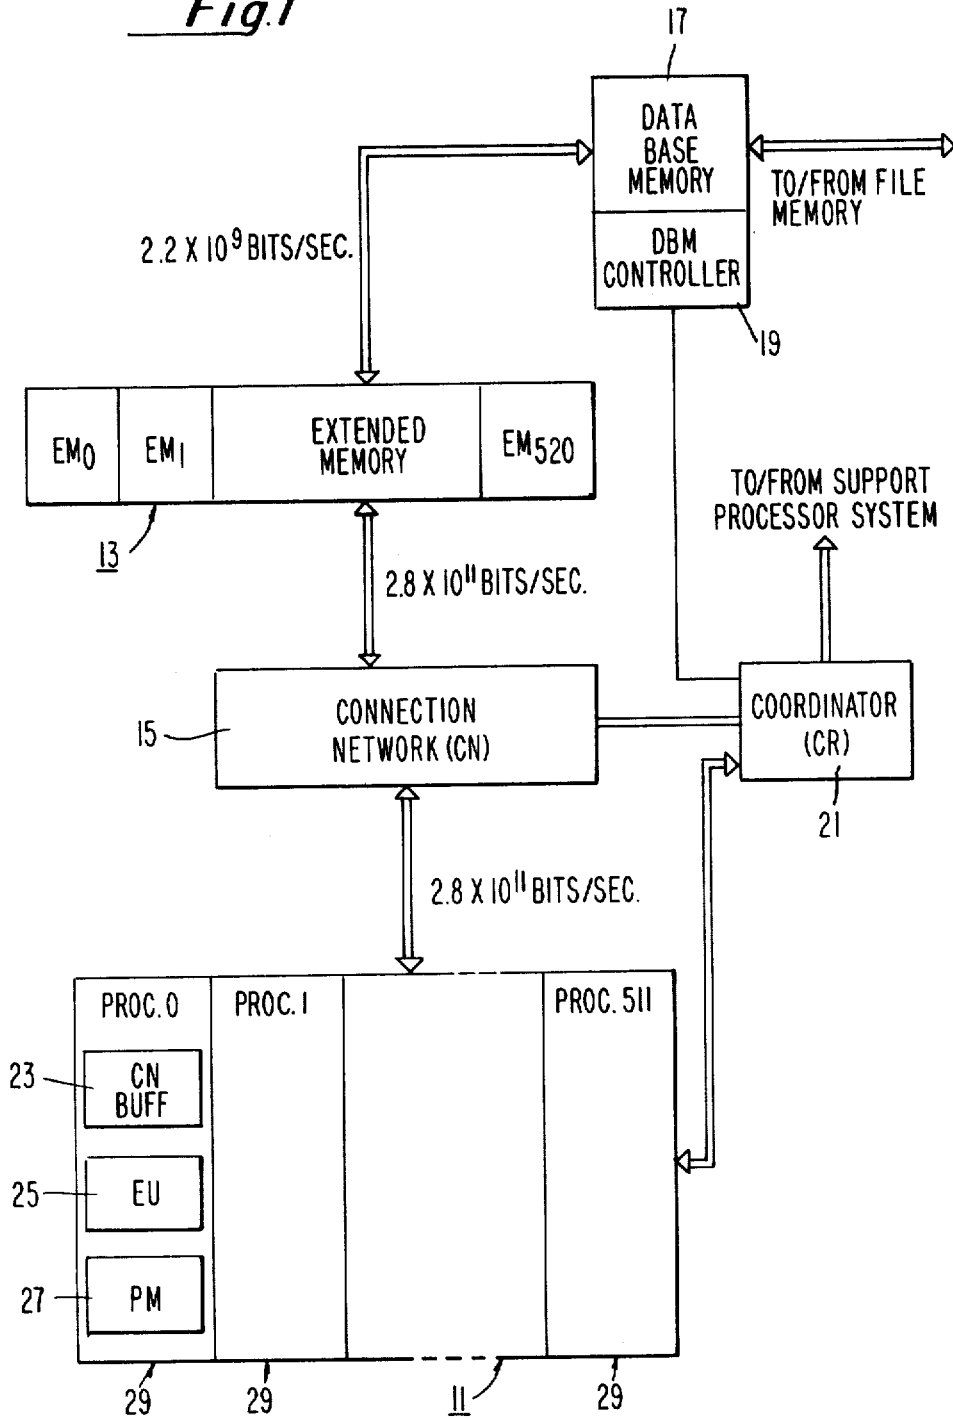 Fig.1
17
DATA
BASE
MEMORY
TO/FROM FILE
MEMORY
2.2 X 10⁹ BITS/SEC.
DBM
CONTROLLER
19
EM₀
EM₁
EXTENDED
MEMORY
EM₅₂₀
TO/FROM SUPPORT
PROCESSOR SYSTEM
13
2.8 X 10¹¹ BITS/SEC.
15
CONNECTION
NETWORK (CN)
COORDINATOR
(CR)
21
2.8 X 10¹¹ BITS/SEC.
PROC. 0
PROC. 1
PROC. 511
23
CN
BUFF
25
EU
27
PM
29
29
11
29